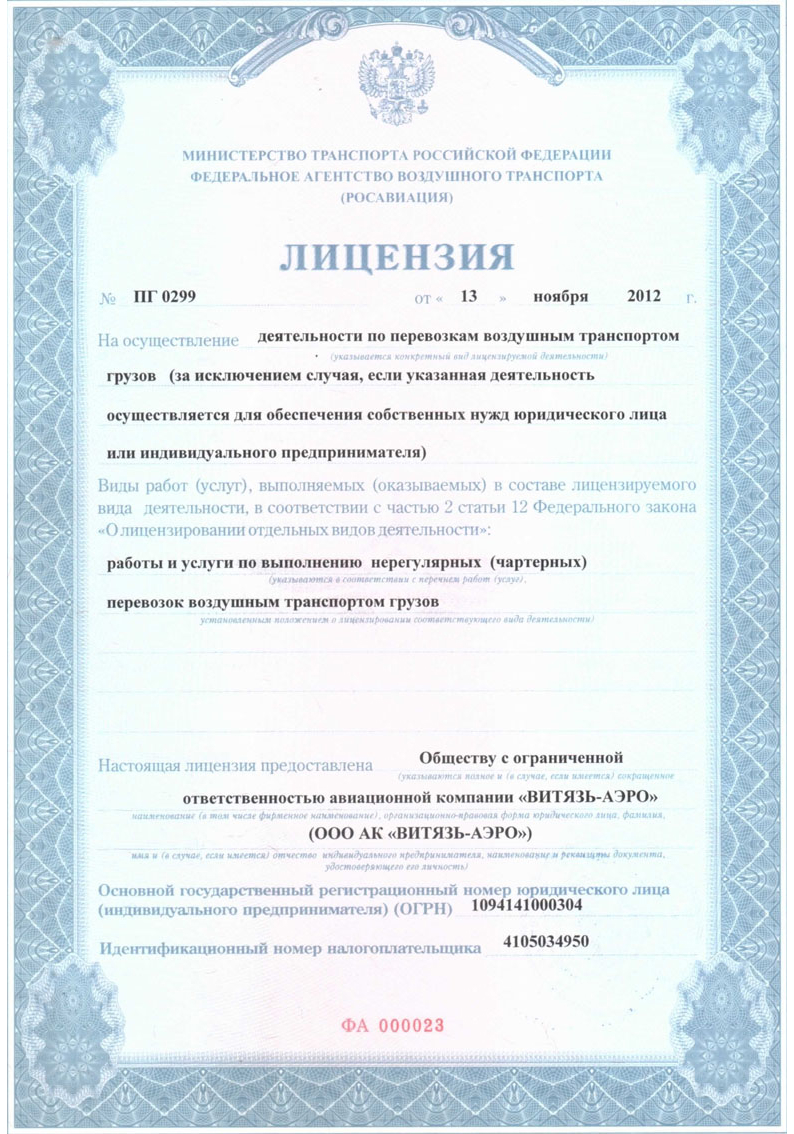 МИНИСТЕРСТВО ТРАНСПОРТА РОССИЙСКОЙ ФЕДЕРАЦИИ
ФЕДЕРАЛЬНОЕ АГЕНТСТВО ВОЗДУШНОГО ТРАНСПОРТА
(РОСАВИАЦИЯ)
ЛИЦЕНЗИЯ
№ ПГ 0299 от « 13 » ноября 2012 г.
На осуществление деятельности по перевозкам воздушным транспортом
(указывается конкретный вид лицензируемой деятельности)
грузов (за исключением случая, если указанная деятельность
осуществляется для обеспечения собственных нужд юридического лица
или индивидуального предпринимателя)
Виды работ (услуг), выполняемых (оказываемых) в составе лицензируемого
вида деятельности, в соответствии с частью 2 статьи 12 Федерального закона
«О лицензировании отдельных видов деятельности»:
работы и услуги по выполнению нерегулярных (чартерных)
(указываются в соответствии с перечнем работ (услуг),
перевозок воздушным транспортом грузов
установленным положением о лицензировании соответствующего вида деятельности)
Настоящая лицензия предоставлена Обществу с ограниченной
(указываются полное и (в случае, если имеется) сокращенное
ответственностью авиационной компании «ВИТЯЗЬ-АЭРО»
наименование (в том числе фирменное наименование), организационно-правовая форма юридического лица, фамилия,
(ООО АК «ВИТЯЗЬ-АЭРО»)
имя и (в случае, если имеется) отчество индивидуального предпринимателя, наименование и реквизиты документа,
удостоверяющего его личность)
Основной государственный регистрационный номер юридического лица
(индивидуального предпринимателя) (ОГРН) 1094141000304
Идентификационный номер налогоплательщика 4105034950
ФА 000023